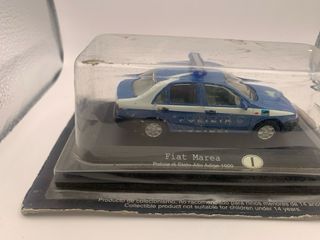 POLIZIA
Fiat Marea
Polizia di Stato-Alto Adige 1999
I
Producto de coleccionismo, no recomendado para niños menores de 14 años
Collectible product not suitable for children under 14 years.